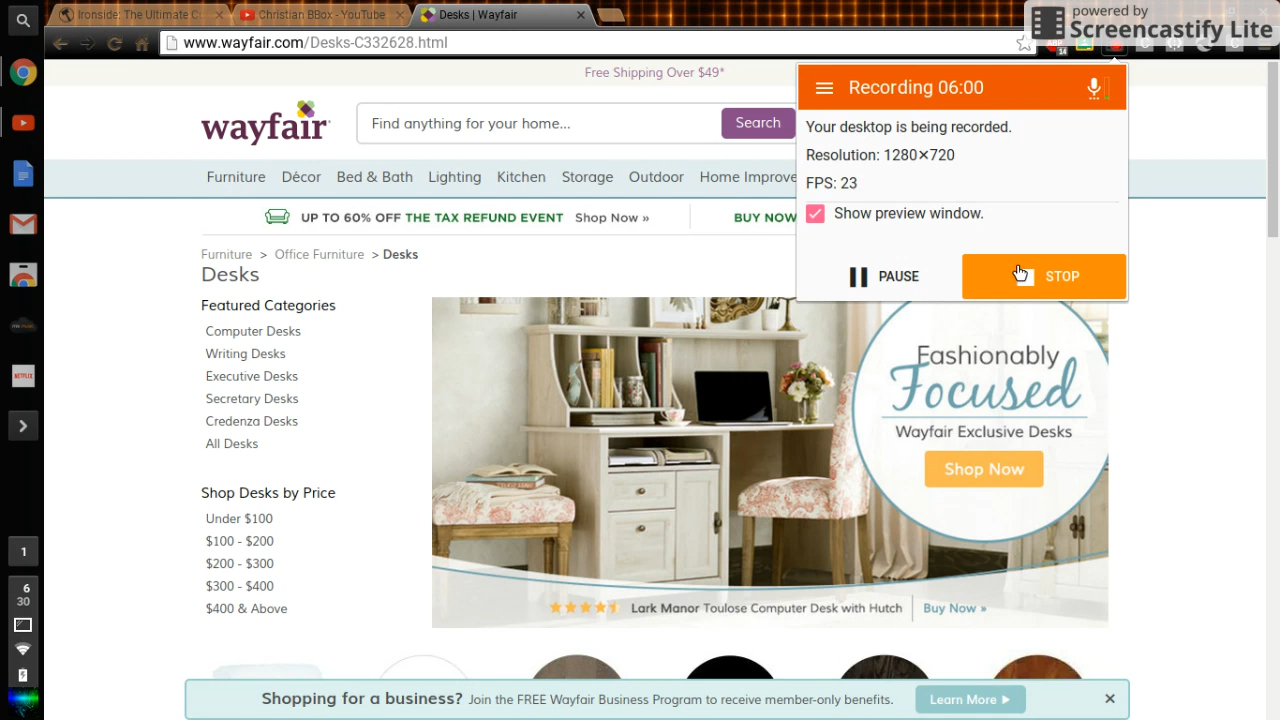 Ironside: The Ultimate C
Christian BBox - YouTube
Desks | Wayfair
powered by
Screencastify Lite
www.wayfair.com/Desks-C332628.html
14
Free Shipping Over $49*
wayfair
Find anything for your home...
Search
Furniture Décor Bed & Bath Lighting Kitchen Storage Outdoor Home Improve
UP TO 60% OFF THE TAX REFUND EVENT Shop Now »
BUY NOW
Recording 06:00
Your desktop is being recorded.
Resolution: 1280×720
FPS: 23
Show preview window.
PAUSE
STOP
Furniture > Office Furniture > Desks
Desks
Featured Categories
Computer Desks
Writing Desks
Executive Desks
Secretary Desks
Credenza Desks
All Desks
Shop Desks by Price
Under $100
$100 - $200
$200 - $300
$300 - $400
$400 & Above
Fashionably
Focused
Wayfair Exclusive Desks
Shop Now
Lark Manor Toulose Computer Desk with Hutch
Buy Now »
NETFLIX
1
6
30
Shopping for a business? Join the FREE Wayfair Business Program to receive member-only benefits.
Learn More